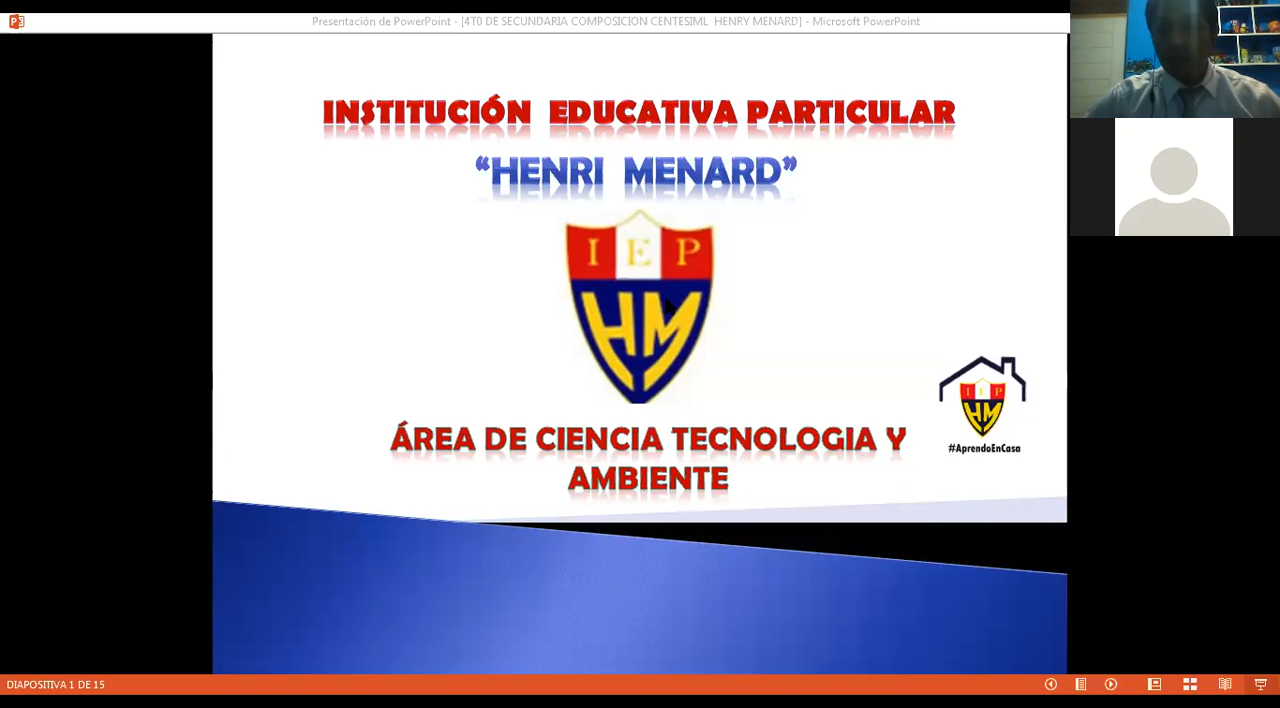 Presentación de PowerPoint - [4T0 DE SECUNDARIA COMPOSICION CENTESIML HENRY MENARD] - Microsoft PowerPoint
INSTITUCIÓN EDUCATIVA PARTICULAR
“HENRI MENARD”
I E P
HM
I E P
HM
#AprendoEnCasa
ÁREA DE CIENCIA TECNOLOGIA Y
AMBIENTE
DIAPOSITIVA 1 DE 15